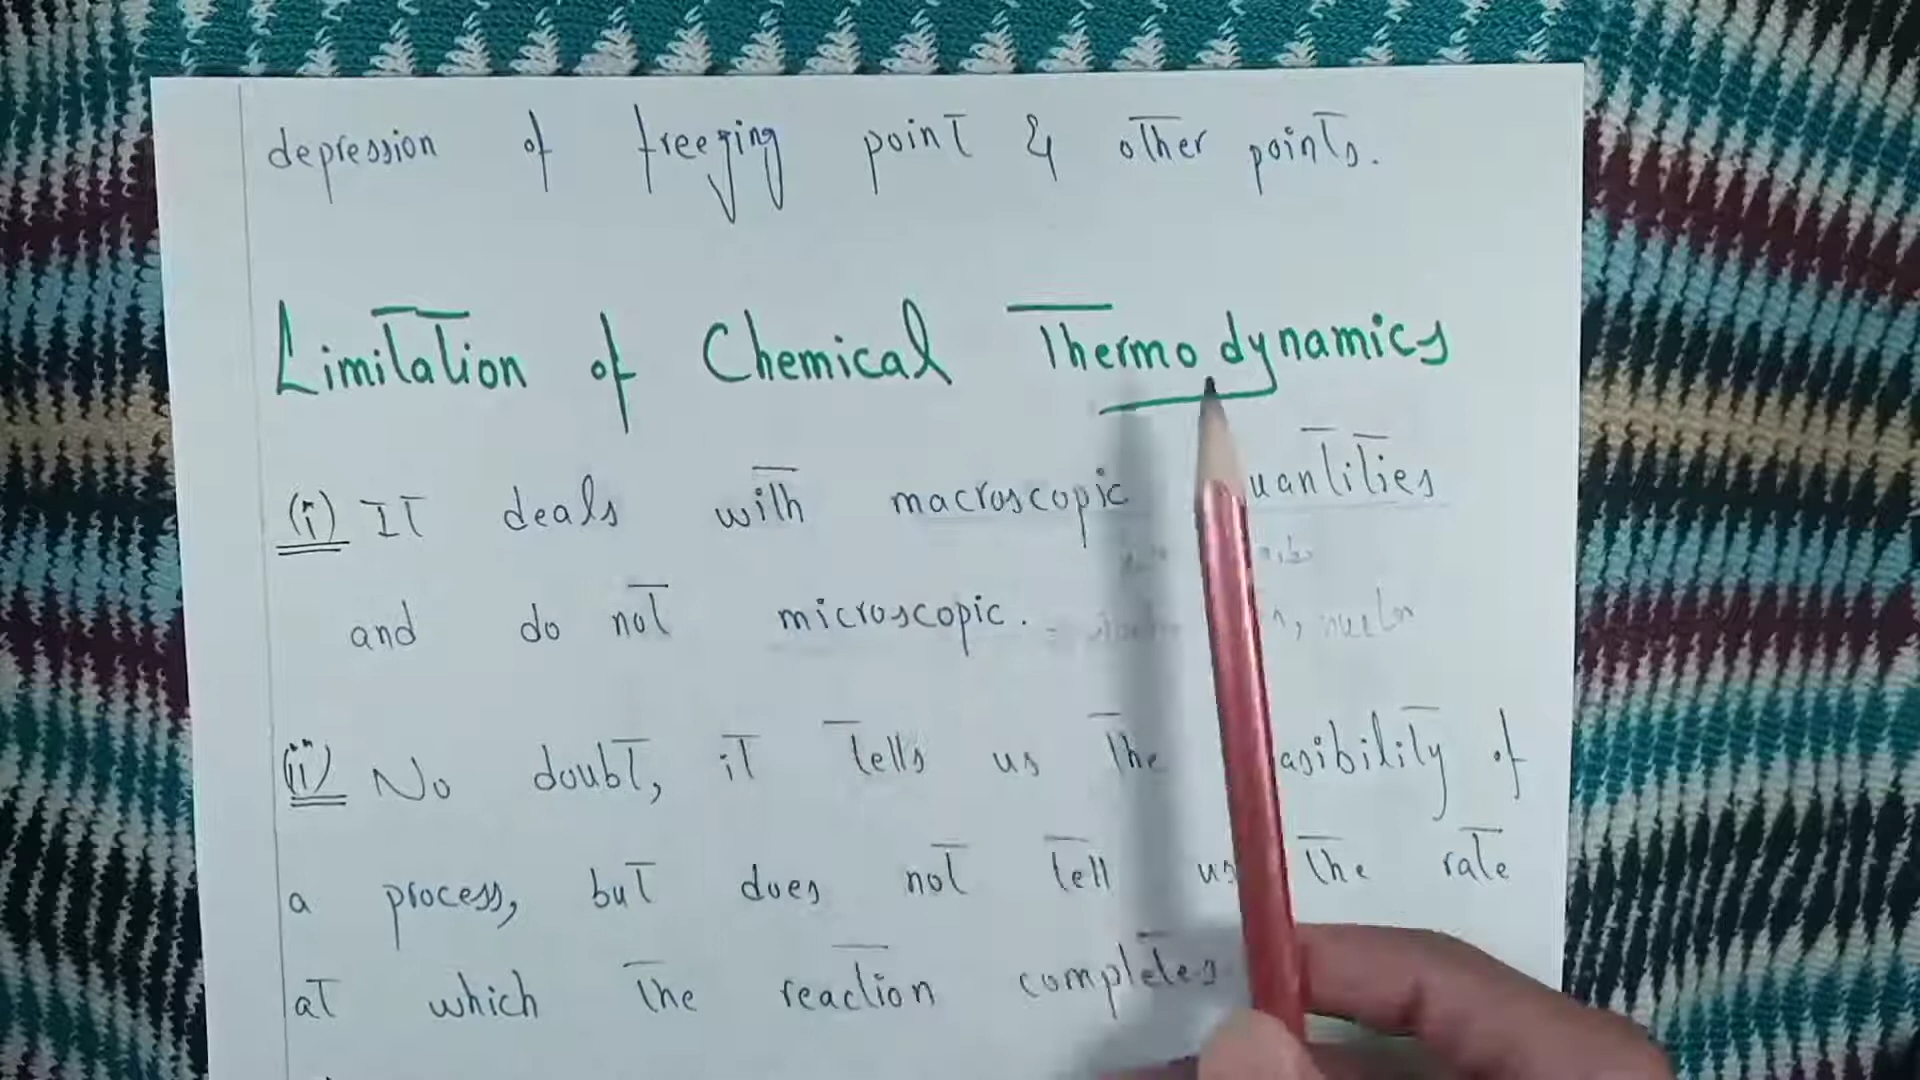 depression of freezing point & other points.
Limitation of Chemical Thermodynamics
(i) It deals with macroscopic quantities
and do not microscopic.
(ii) No doubt, it tells us the feasibility of
a process, but does not tell us the rate
at which the reaction completes